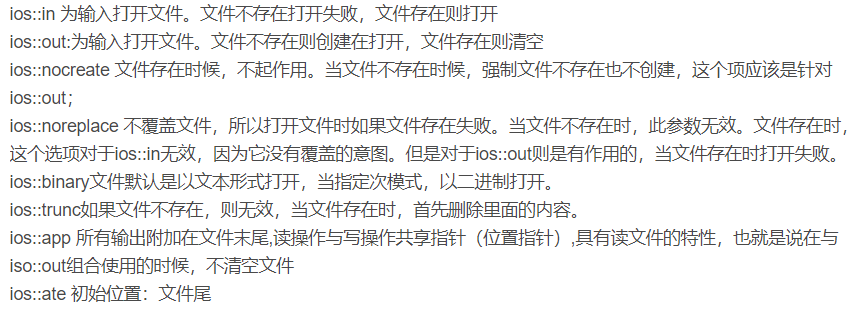 ios::in 为输入打开文件。文件不存在打开失败，文件存在则打开
ios::out:为输入打开文件。文件不存在则创建在打开，文件存在则清空
ios::nocreate 文件存在时候，不起作用。当文件不存在时候，强制文件不存在也不创建，这个项应该是针对
ios::out；
ios::noreplace 不覆盖文件，所以打开文件时如果文件存在失败。当文件不存在时，此参数无效。文件存在时，
这个选项对于ios::in无效，因为它没有覆盖的意图。但是对于ios::out则是有作用的，当文件存在时打开失败。
ios::binary文件默认是以文本形式打开，当指定次模式，以二进制打开。
ios::trunc如果文件不存在，则无效，当文件存在时，首先删除里面的内容。
ios::app 所有输出附加在文件末尾,读操作与写操作共享指针（位置指针）,具有读文件的特性，也就是说在与
iso::out组合使用的时候，不清空文件
ios::ate 初始位置：文件尾